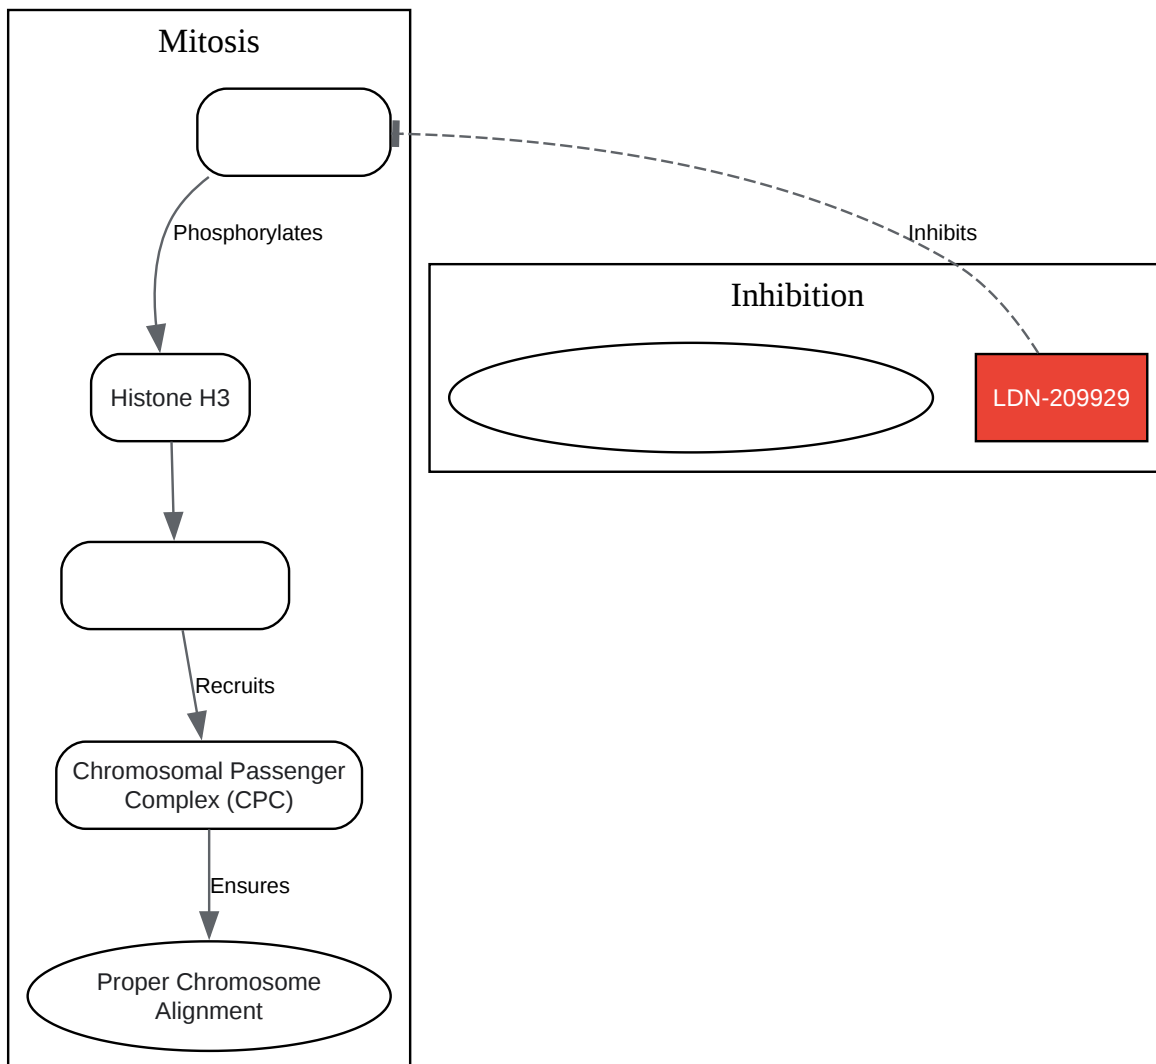 Mitosis
Phosphorylates
Inhibits
Inhibition
Histone H3
LDN-209929
Recruits
Chromosomal Passenger
Complex (CPC)
Ensures
Proper Chromosome
Alignment